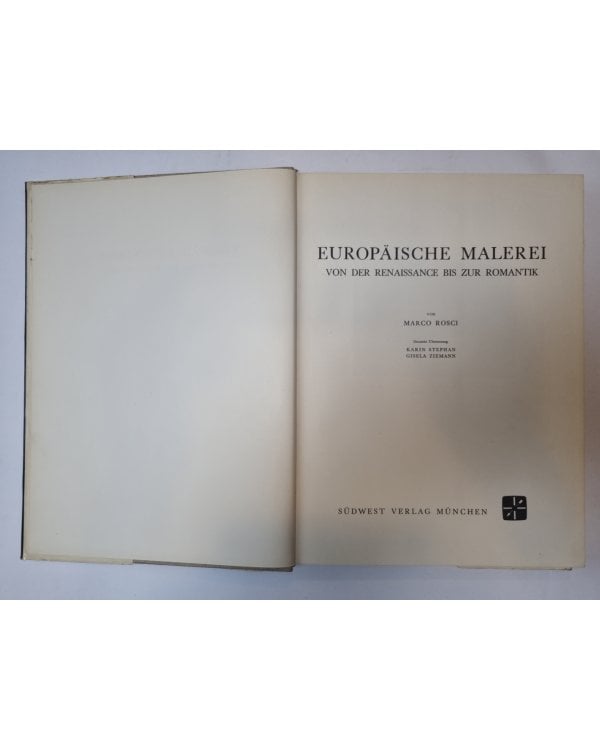 EUROPÄISCHE MALEREI
VON DER RENAISSANCE BIS ZUR ROMANTIK
VON
MARCO ROSCI
Deutsche Übersetzung
KARIN STEPHAN
GISELA ZIEMANN
SÜDWEST VERLAG MÜNCHEN